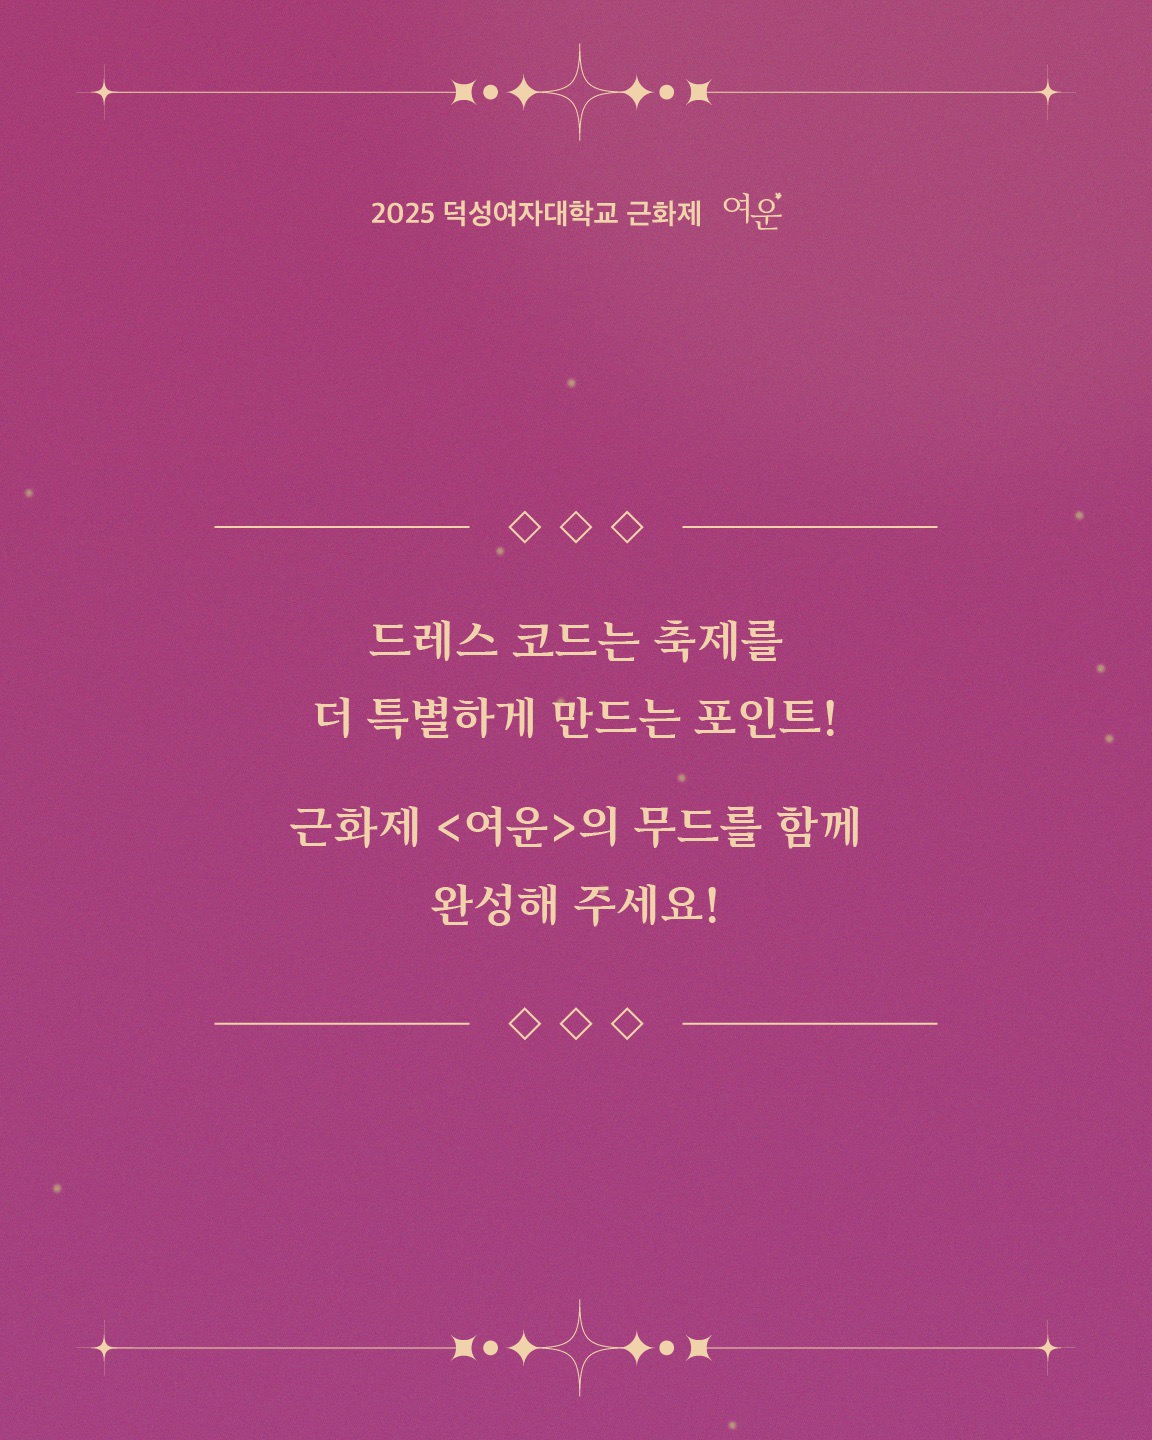 2025 덕성여자대학교 근화제 여운
드레스 코드는 축제를
더 특별하게 만드는 포인트!
근화제 <여운>의 무드를 함께
완성해 주세요!